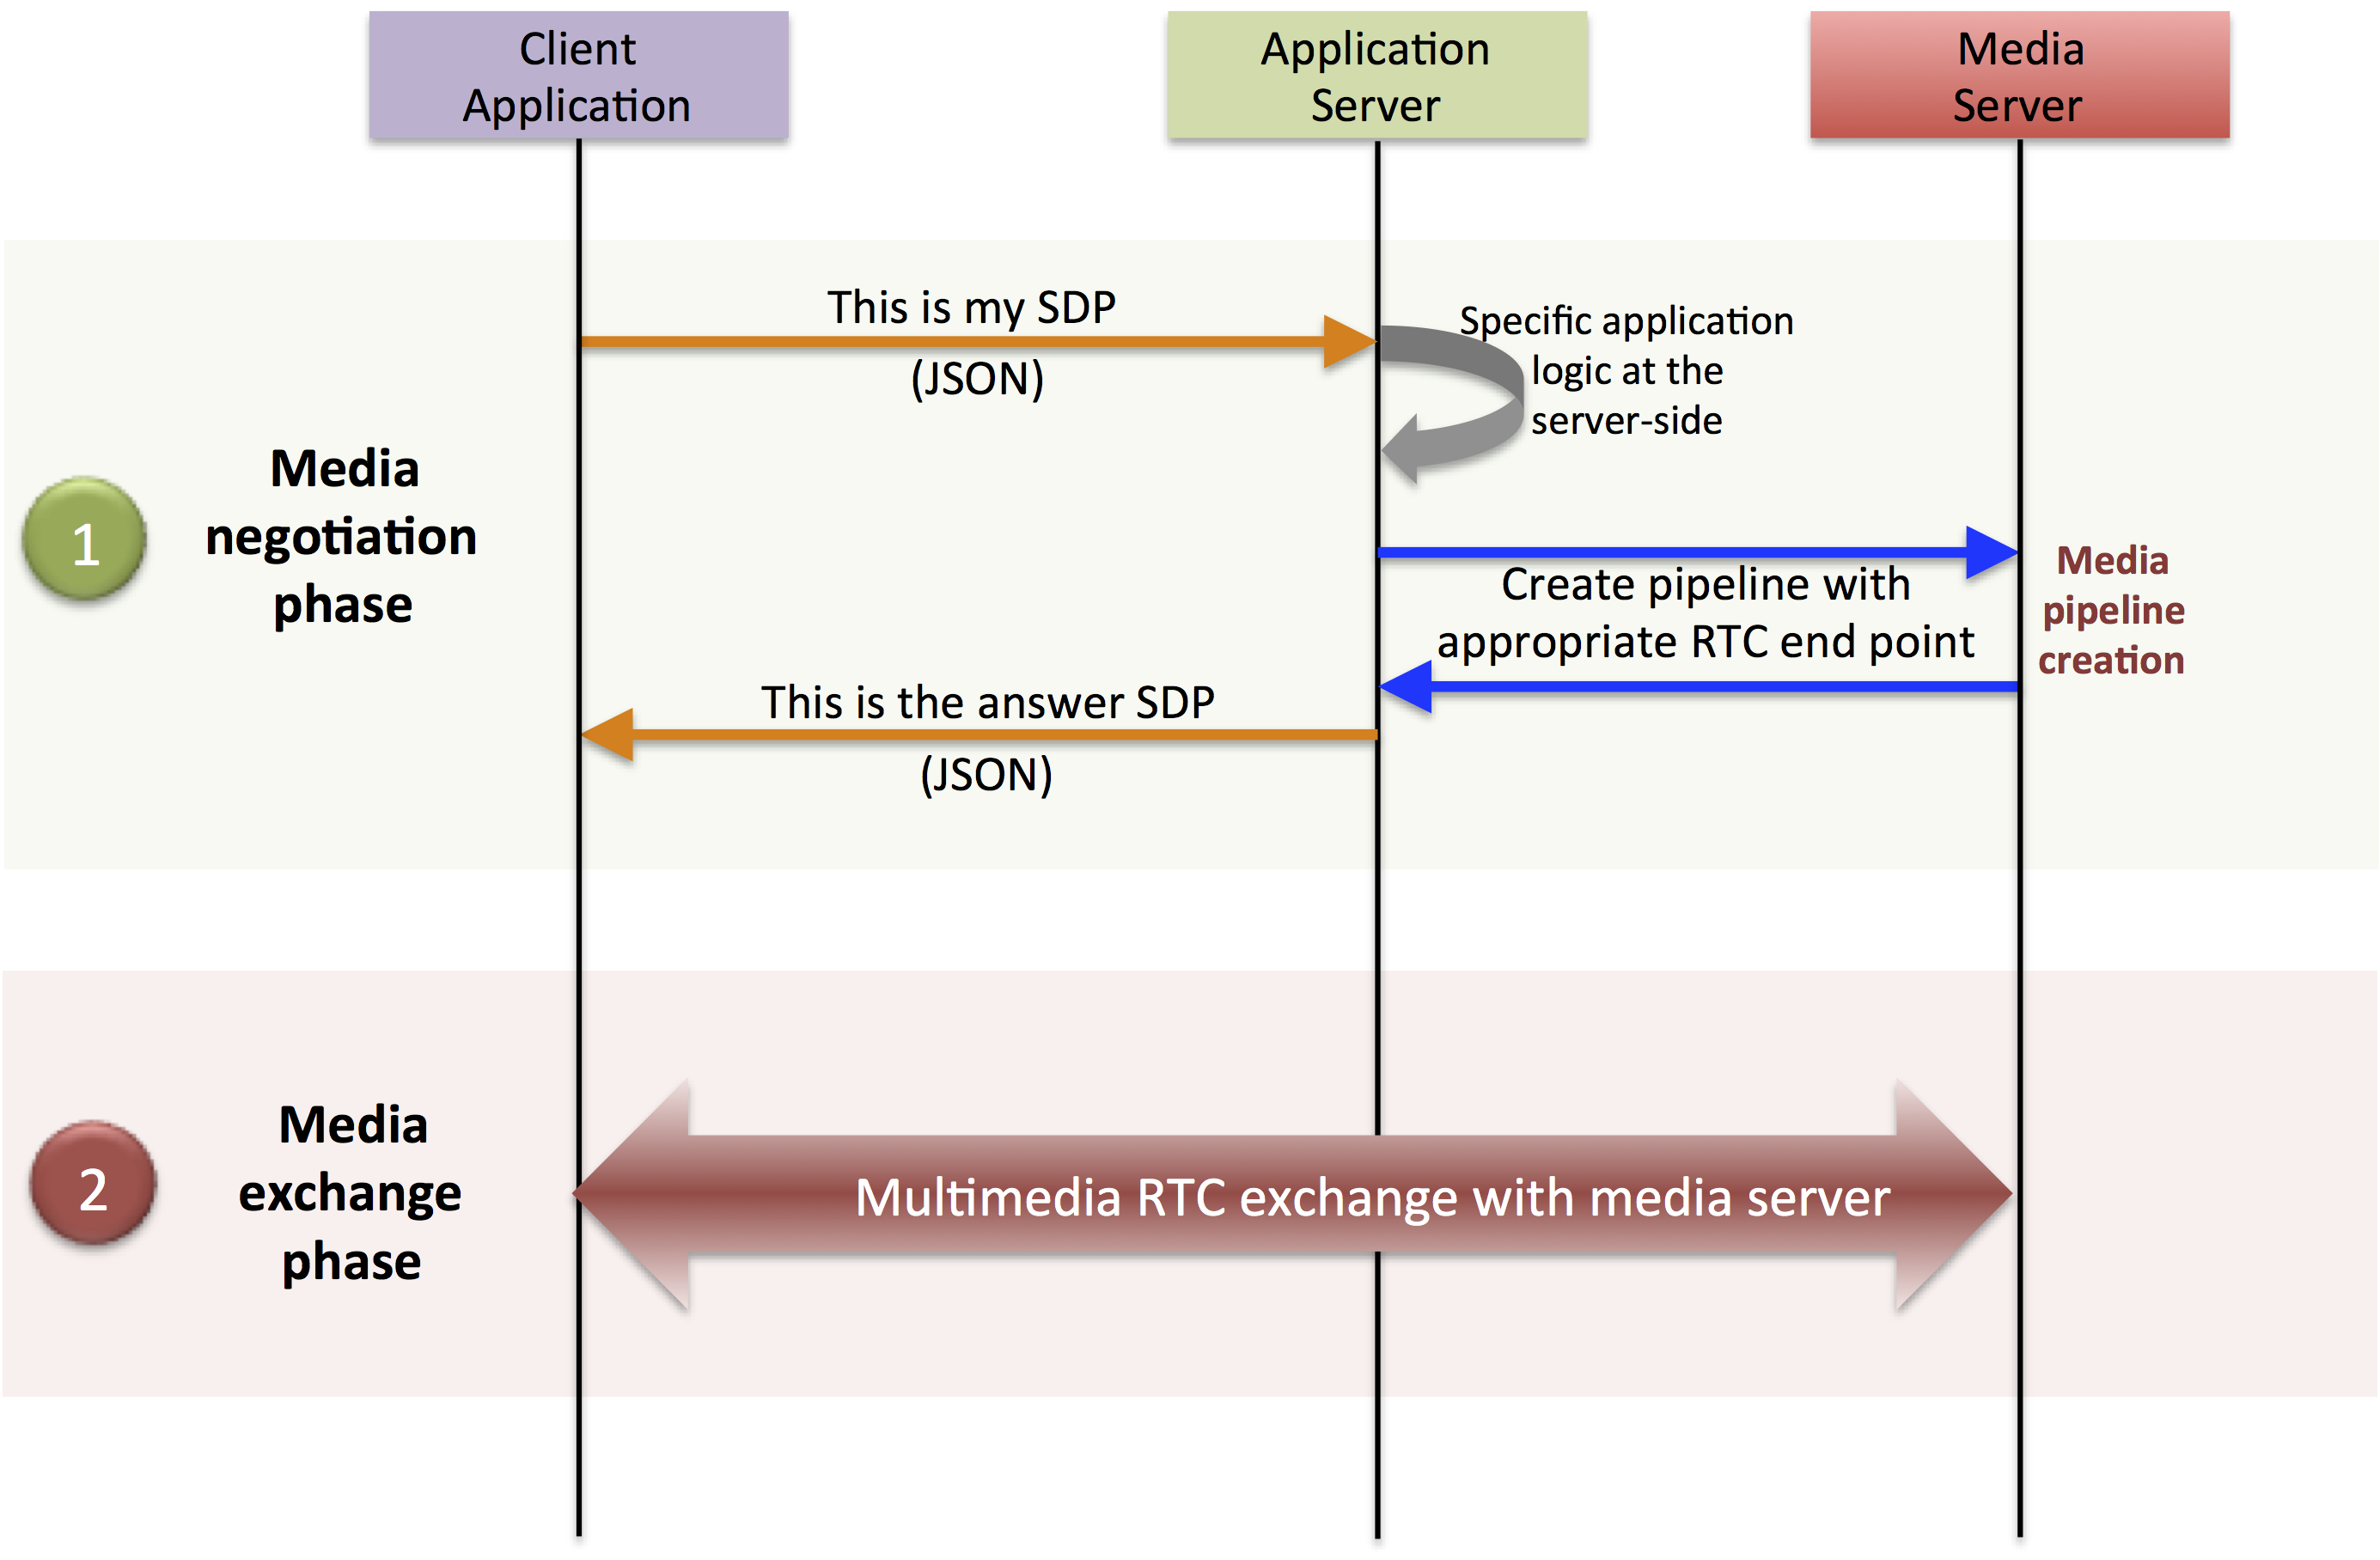 Client
Application
Application
Server
Media
Server
This is my SDP
(JSON)
Specific application
logic at the
server-side
1
Media
negotiation
phase
Create pipeline with
appropriate RTC end point
Media
pipeline
creation
This is the answer SDP
(JSON)
2
Media
exchange
phase
Multimedia RTC exchange with media server